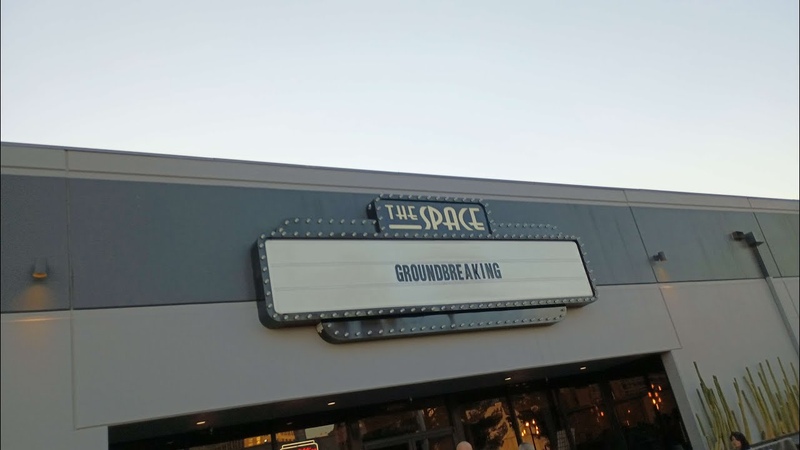 THE SPACE
GROUNDBREAKING